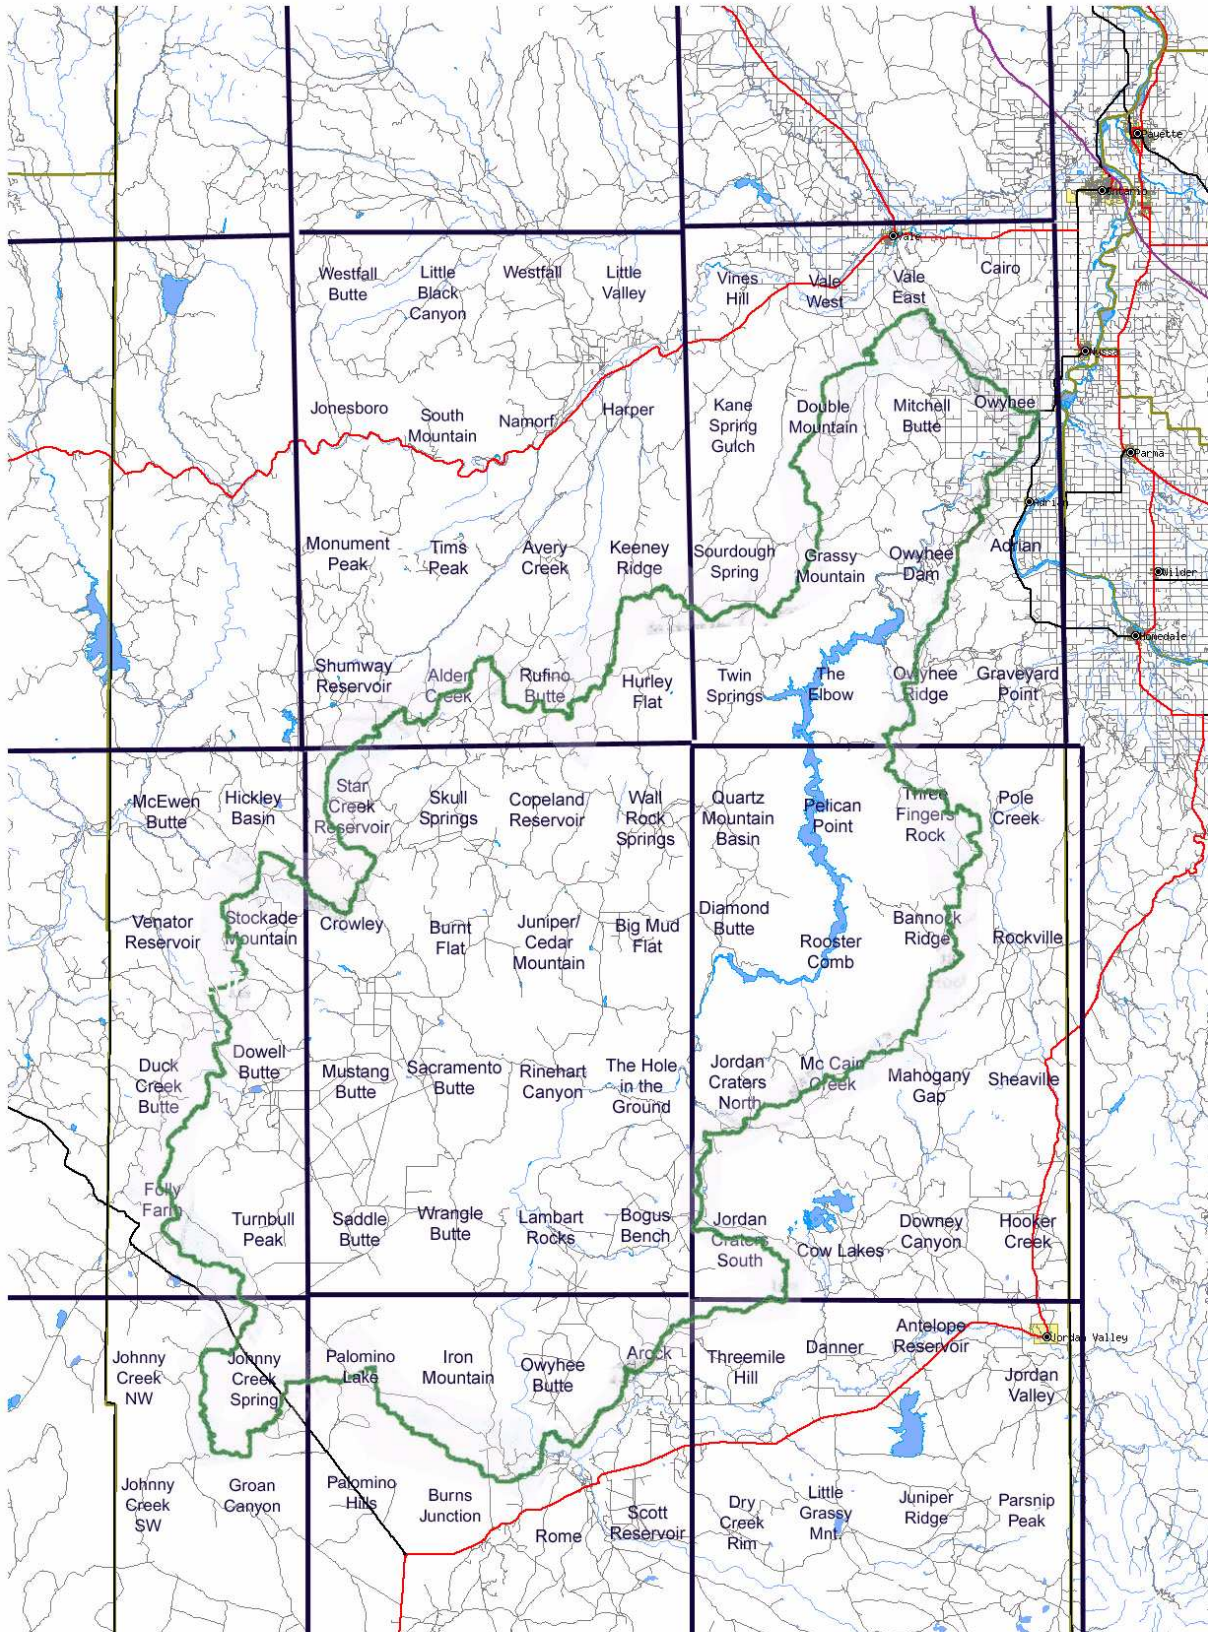 Payette
Ontario
Vale
Westfall
Butte
Little
Black
Canyon
Westfall
Little
Valley
Vines
Hill
Vale
West
Vale
East
Cairo
Nyssa
Jonesboro
South
Mountain
Namorf
Harper
Kane
Spring
Gulch
Double
Mountain
Mitchell
Butte
Owyhee
Parma
Adrian
Monument
Peak
Tims
Peak
Avery
Creek
Keeney
Ridge
Sourdough
Spring
Grassy
Mountain
Owyhee
Dam
Adrian
Wilder
Homedale
Shumway
Reservoir
Alder
Creek
Rufino
Butte
Hurley
Flat
Twin
Springs
The
Elbow
Owyhee
Ridge
Graveyard
Point
McEwen
Butte
Hickley
Basin
Star
Creek
Reservoir
Skull
Springs
Copeland
Reservoir
Wall
Rock
Springs
Quartz
Mountain
Basin
Pelican
Point
Three
Fingers
Rock
Pole
Creek
Venator
Reservoir
Stockade
Mountain
Crowley
Burnt
Flat
Juniper/
Cedar
Mountain
Big Mud
Flat
Diamond
Butte
Rooster
Comb
Bannock
Ridge
Rockville
Duck
Creek
Butte
Dowell
Butte
Mustang
Butte
Sacramento
Butte
Rinehart
Canyon
The Hole
in the
Ground
Jordan
Craters
North
Mc Cain
Creek
Mahogany
Gap
Sheaville
Folly
Farm
Turnbull
Peak
Saddle
Butte
Wrangle
Butte
Lambart
Rocks
Bogus
Bench
Jordan
Craters
South
Cow Lakes
Downey
Canyon
Hooker
Creek
Jordan Valley
Johnny
Creek
NW
Johnny
Creek
Spring
Palomino
Lake
Iron
Mountain
Owyhee
Butte
Arock
Threemile
Hill
Danner
Antelope
Reservoir
Jordan
Valley
Johnny
Creek
SW
Groan
Canyon
Palomino
Hills
Burns
Junction
Rome
Scott
Reservoir
Dry
Creek
Rim
Little
Grassy
Mnt.
Juniper
Ridge
Parsnip
Peak